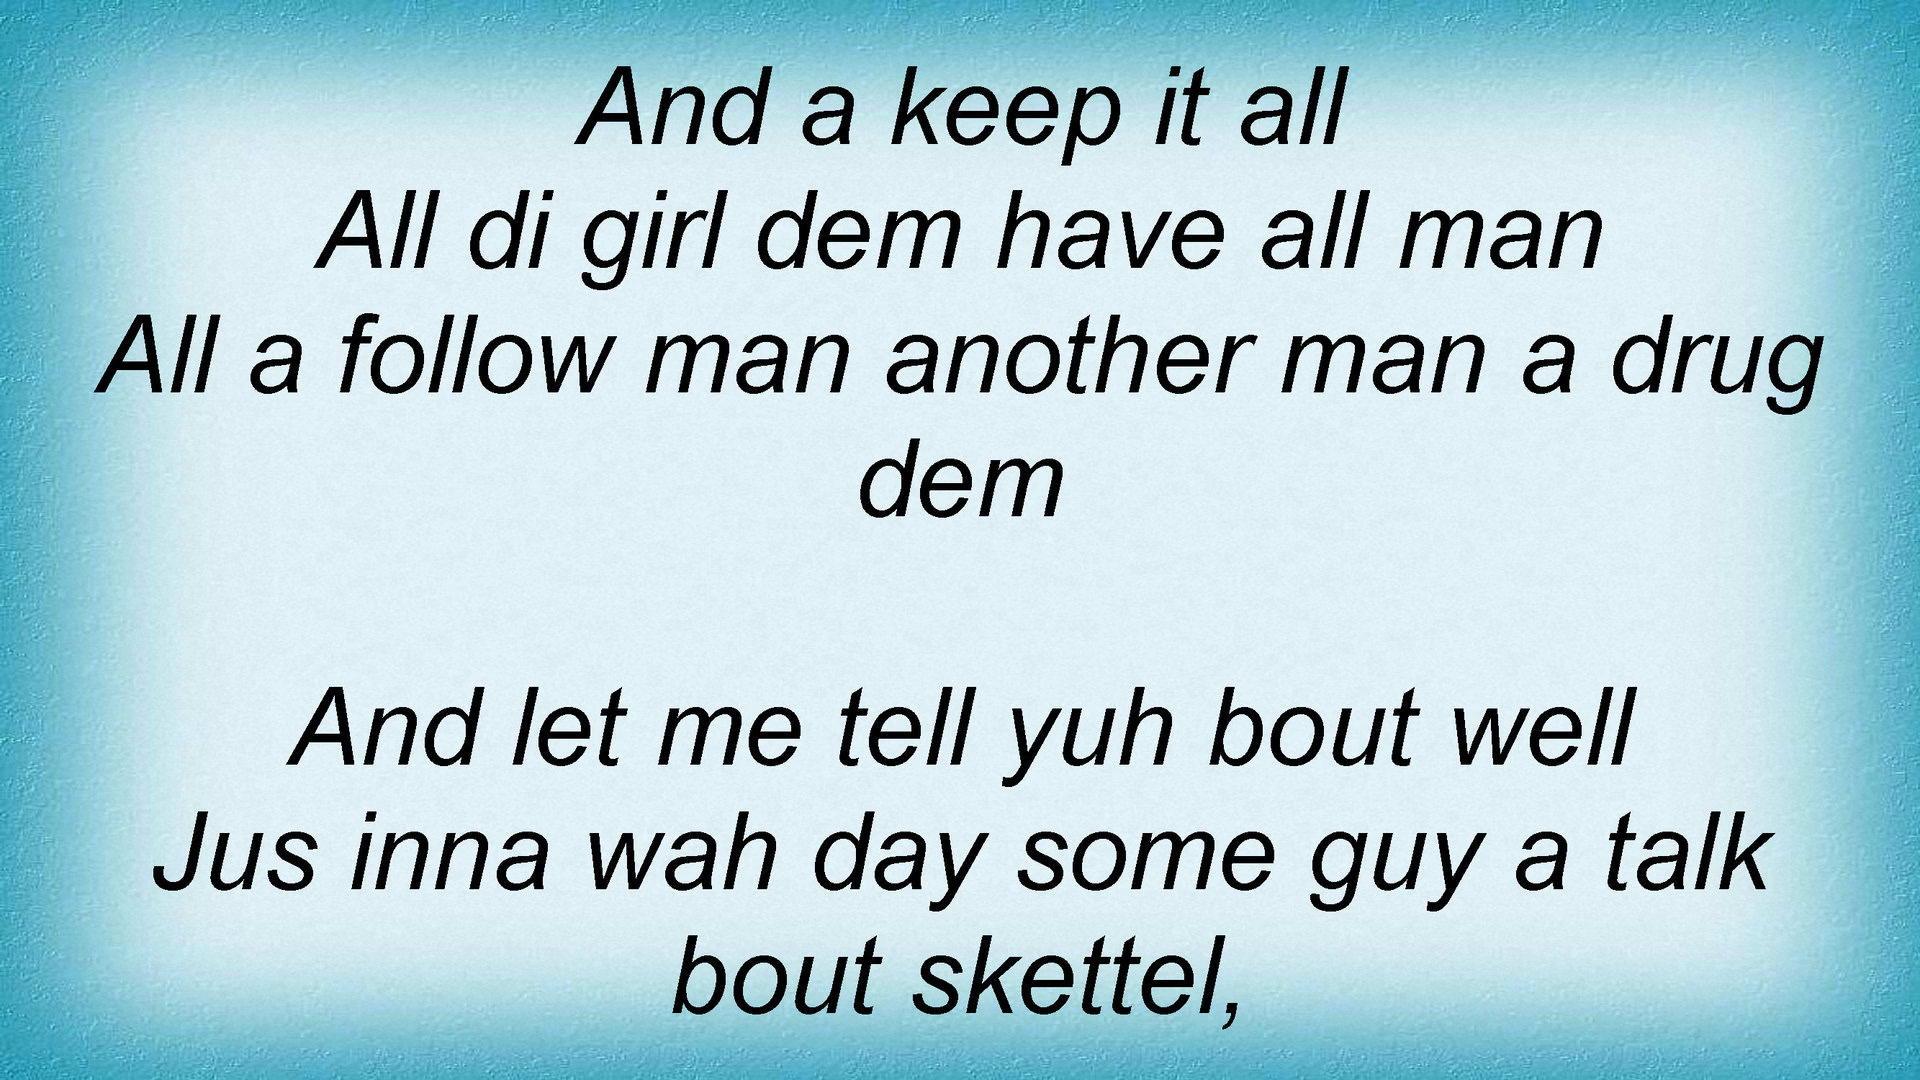 And a keep it all
All di girl dem have all man
All a follow man another man a drug
dem
And let me tell yuh bout well
Jus inna wah day some guy a talk
bout skettel,